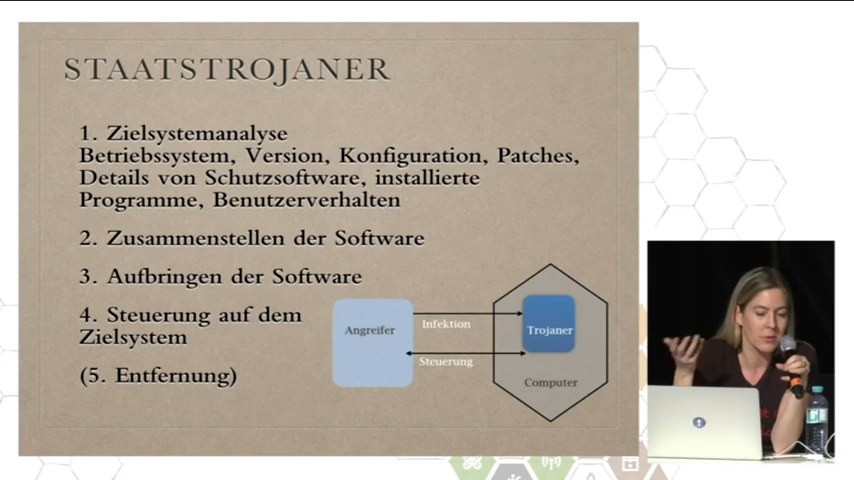 STAATSTROJANER
1. Zielsystemanalyse
Betriebssystem, Version, Konfiguration, Patches,
Details von Schutzsoftware, installierte
Programme, Benutzerverhalten
2. Zusammenstellen der Software
3. Aufbringen der Software
4. Steuerung auf dem
Zielsystem
(5. Entfernung)
Angreifer
Infektion
Steuerung
Trojaner
Computer